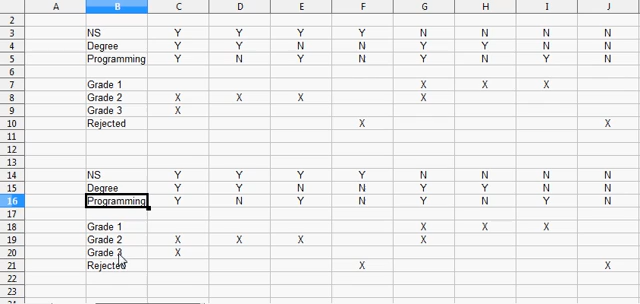 A B C D E F G H I J
2
3 NS Y Y Y Y N N N N
4 Degree Y Y N N Y Y N N
5 Programming Y N Y N Y N Y N
6
7 Grade 1 X X X
8 Grade 2 X X X X
9 Grade 3 X
10 Rejected X X
11
12
13
14 NS Y Y Y Y N N N N
15 Degree Y Y N N Y Y N N
16 Programming Y N Y N Y N Y N
17
18 Grade 1 X X X
19 Grade 2 X X X X
20 Grade 3 X
21 Rejected X X
22
23
24